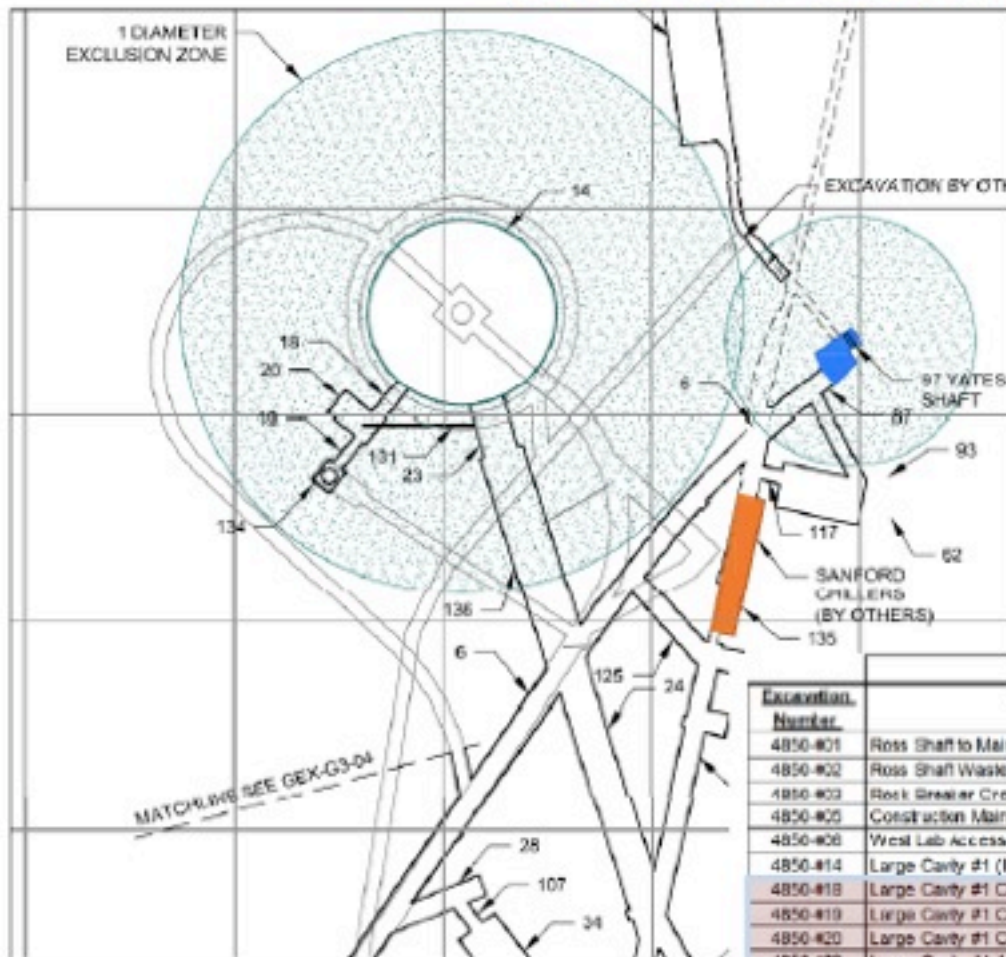 1 DIAMETER
EXCLUSION ZONE
14
EXCAVATION BY OTH
18
20
19
6
97 YATES
SHAFT
87
93
131
23
134
117
62
SANFORD
CHILLERS
(BY OTHERS)
135
136
6
125
24
MATCHLINE SEE GEX-G3-04
28
107
34
Excavation
Number
4850-#01 Ross Shaft to Mai
4850-#02 Ross Shaft Waste
4850-#03 Rock Breaker Cro
4850-#05 Construction Main
4850-#06 West Lab Access
4850-#14 Large Cavity #1 (
4850-#18 Large Cavity #1 C
4850-#19 Large Cavity #1 C
4850-#20 Large Cavity #1 C